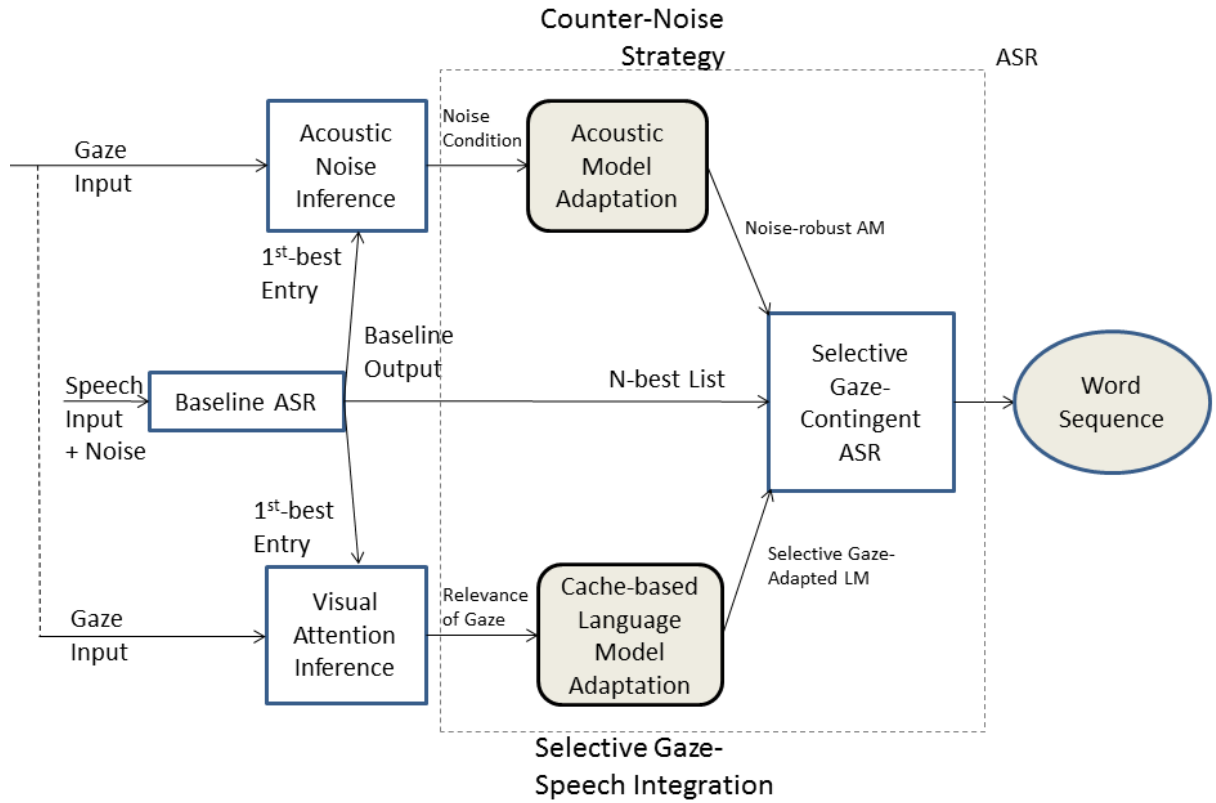 Counter-Noise
Strategy
ASR
Gaze
Input
Acoustic
Noise
Inference
Noise
Condition
Acoustic
Model
Adaptation
Noise-robust AM
1st-best
Entry
Baseline
Output
Speech
Input
+ Noise
Baseline ASR
N-best List
Selective
Gaze-
Contingent
ASR
Word
Sequence
1st-best
Entry
Gaze
Input
Visual
Attention
Inference
Relevance
of Gaze
Cache-based
Language
Model
Adaptation
Selective Gaze-
Adapted LM
Selective Gaze-
Speech Integration